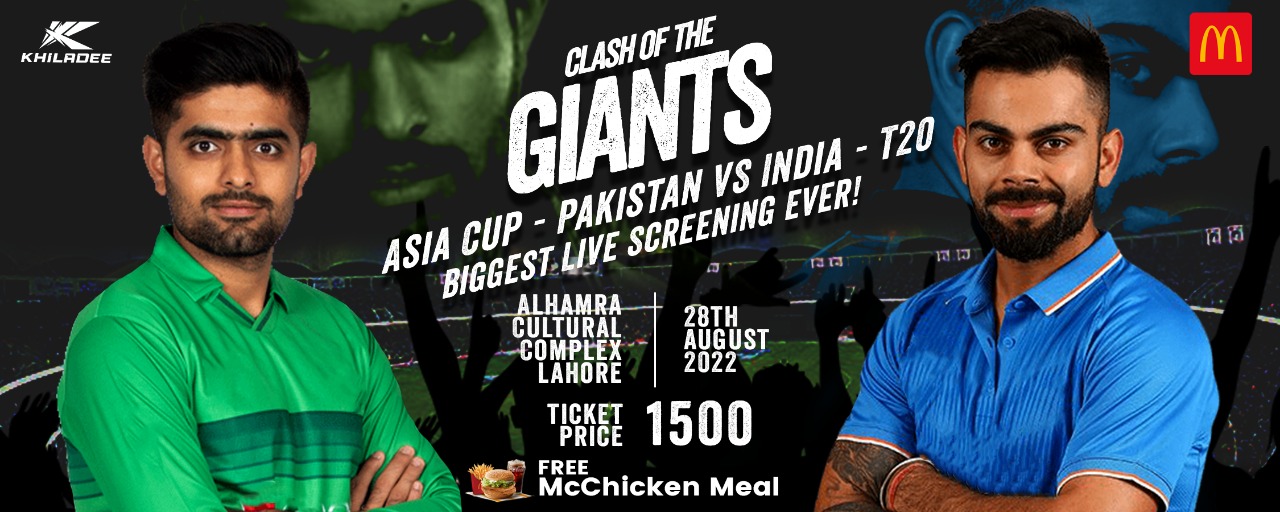 KHILADEE
CLASH OF THE
GIANTS
ASIA CUP - PAKISTAN VS INDIA - T20
BIGGEST LIVE SCREENING EVER!
ALHAMRA
CULTURAL
COMPLEX
LAHORE
28TH
AUGUST
2022
TICKET
PRICE
1500
FREE
McChicken Meal